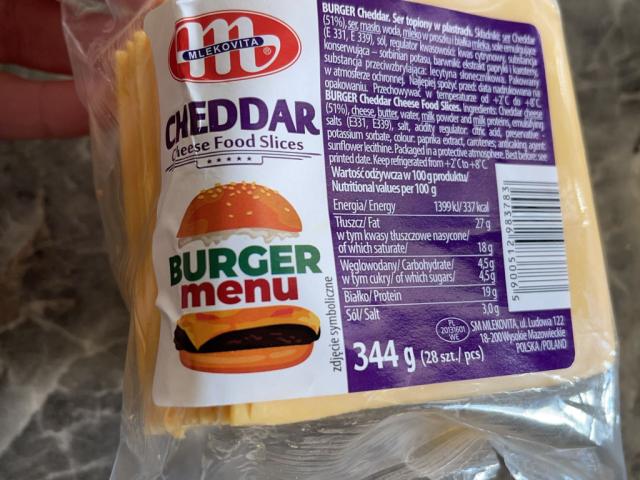 MLEKOVITA
CHEDDAR
Cheese Food Slices
BURGER
menu
zdjęcie symboliczne
BURGER Cheddar. Ser topiony w plastrach. Składniki: ser Cheddar
(51%), ser, masło, woda, mleko w proszku i białka mleka, sole emulgujące
(E 331, E 339), sól, regulator kwasowości: kwas cytrynowy, substancja
konserwująca - sorbinian potasu, barwniki: ekstrakt papryki i karoteny,
substancja przeciwzbrylająca: lecytyna słonecznikowa. Pakowano
w atmosferze ochronnej. Najlepiej spożyć przed: data nadrukowana na
opakowaniu. Przechowywać w temperaturze od +2°C do +8°C.
BURGER Cheddar Cheese Food Slices. Ingredients: Cheddar cheese
(51%), cheese, butter, water, milk powder and milk proteins, emulsifying
salts (E331, E339), salt, acidity regulator: citric acid, preservative -
potassium sorbate, colour: paprika extract, carotenes; anticaking agent:
sunflower lecithine. Packaged in a protective atmosphere. Best before: see
printed date. Keep refrigerated from +2°C to +8°C.
Wartość odżywcza w 100 g produktu/
Nutritional values per 100 g
Energia/ Energy 1399 kJ/ 337 kcal
Tłuszcz/ Fat 27 g
w tym kwasy tłuszczowe nasycone/
of which saturate/ 18 g
Węglowodany/ Carbohydrate/ 4,5 g
w tym cukry/ of which sugars/ 4,5 g
Białko/ Protein 19 g
Sól/ Salt 3,0 g
344 g (28 szt./ pcs)
PL
20131601
WE
SM MLEKOVITA, ul. Ludowa 122
18-200 Wysokie Mazowieckie
POLSKA / POLAND
5 900512 983783